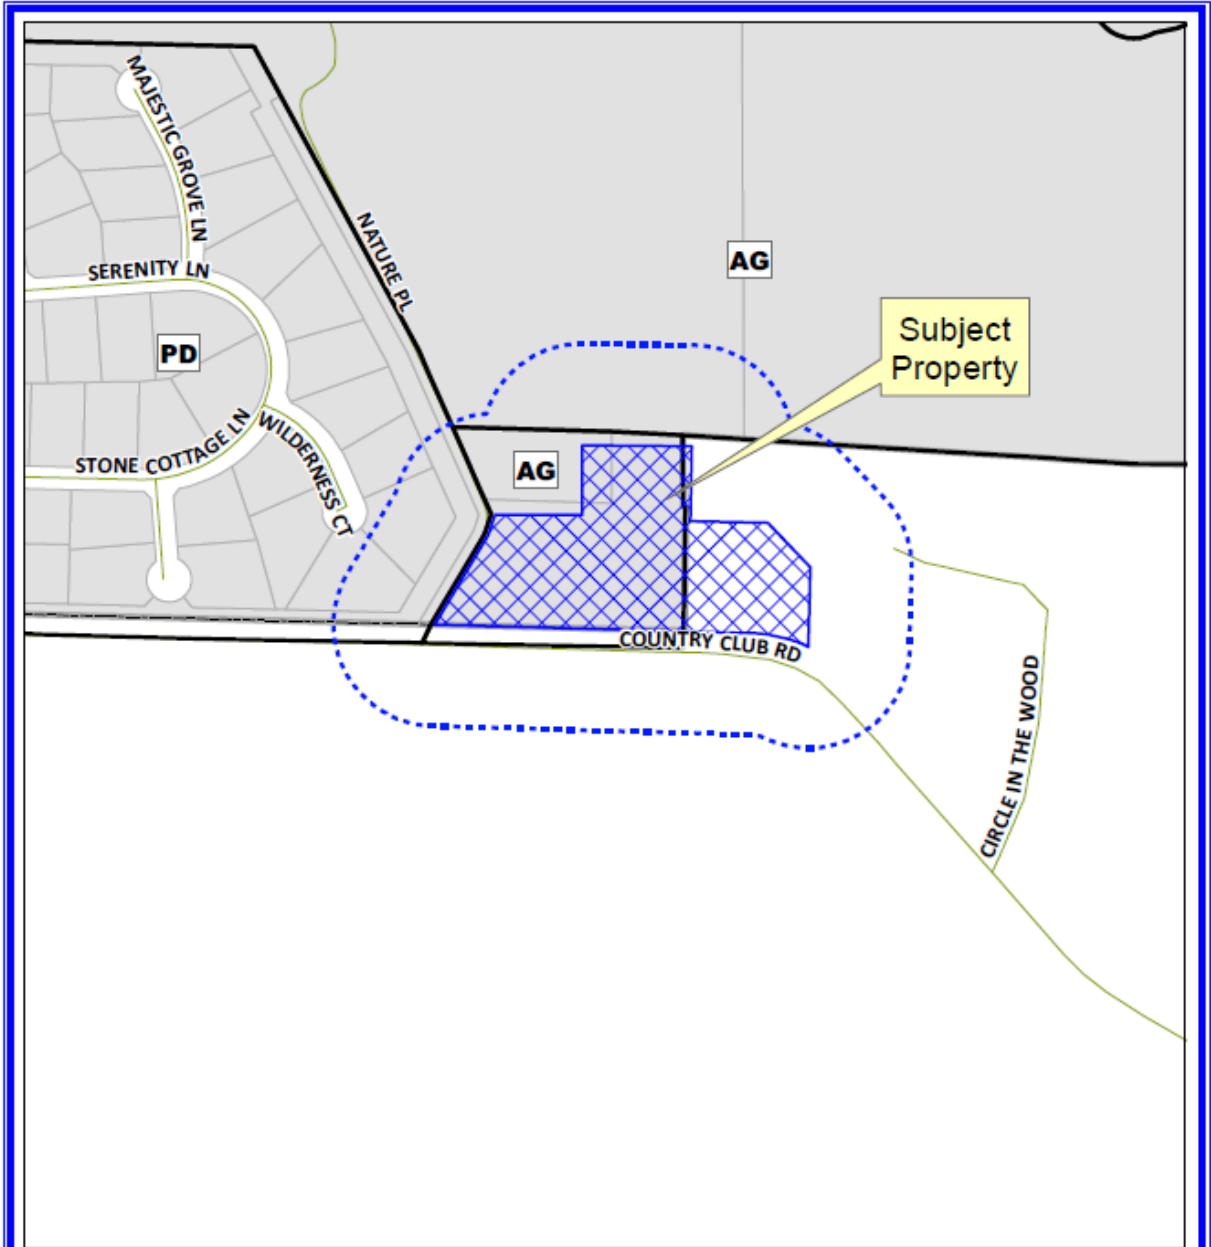 MAJESTIC GROVE LN
NATURE PL
SERENITY LN
AG
Subject
Property
PD
STONE COTTAGE LN
WILDERNESS CT
AG
COUNTRY CLUB RD
CIRCLE IN THE WOOD